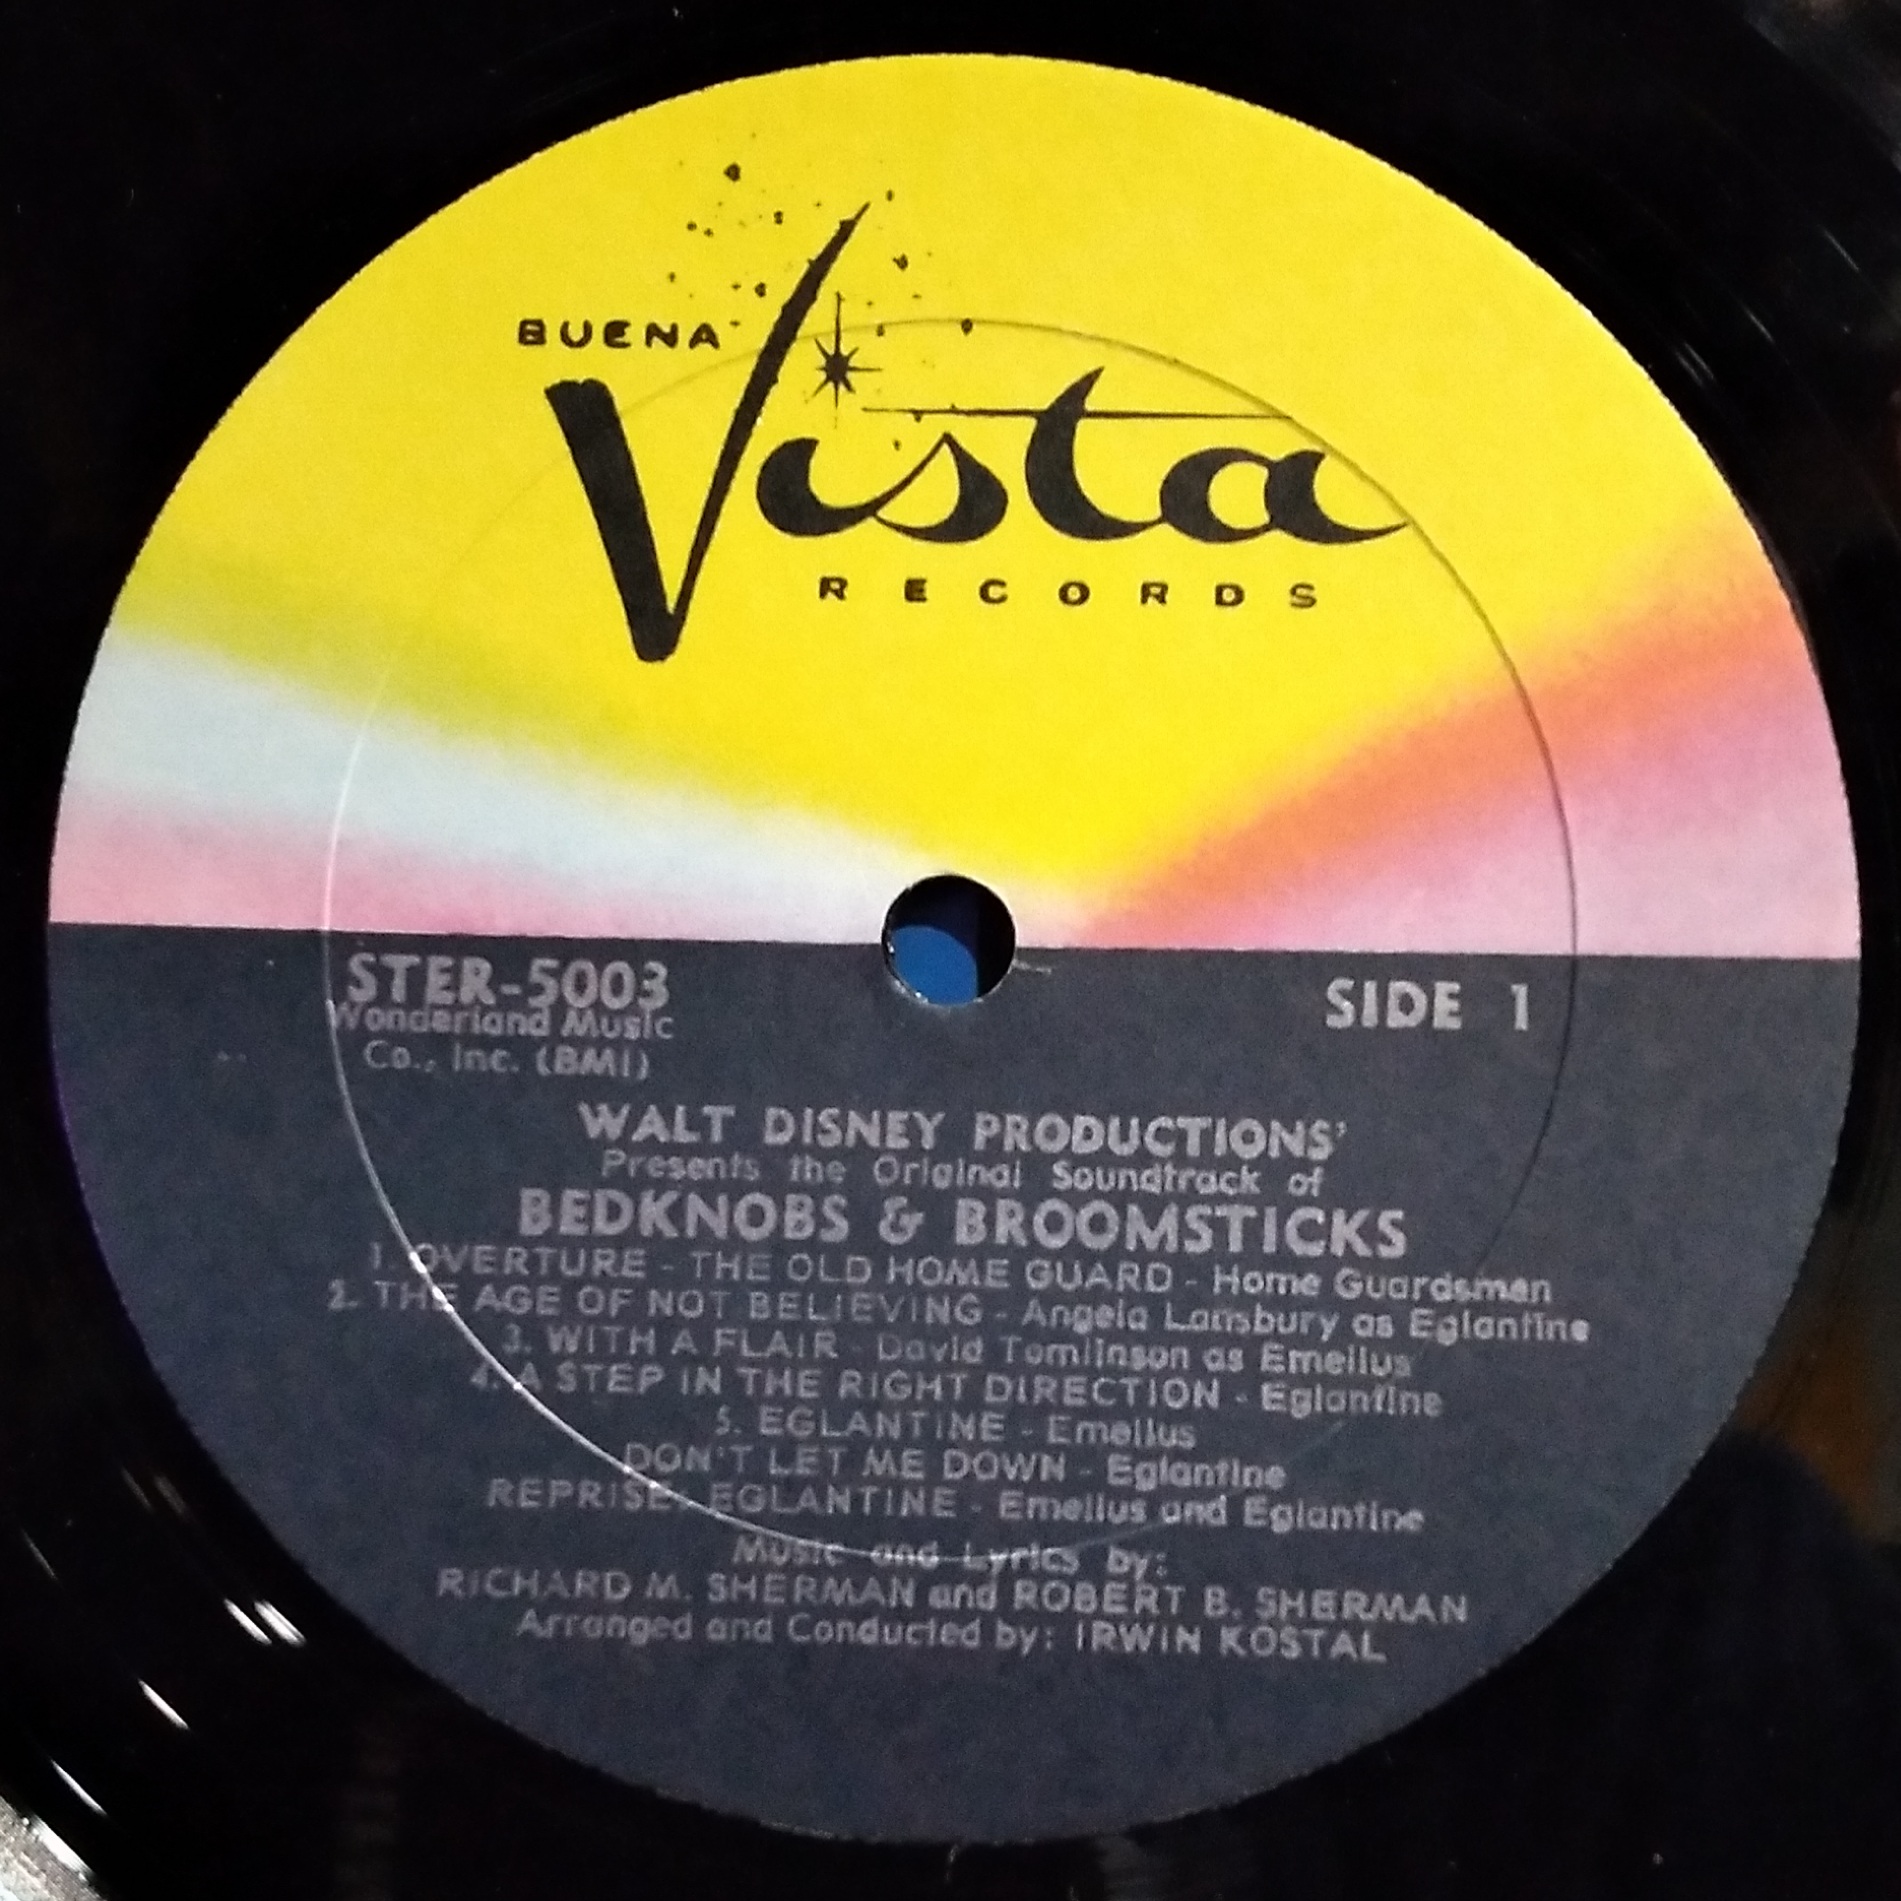 BUENA
Vista
RECORDS
STER-5003
Wonderland Music
Co., Inc. (BMI)
SIDE 1
WALT DISNEY PRODUCTIONS'
Presents the Original Soundtrack of
BEDKNOBS & BROOMSTICKS
1. OVERTURE - THE OLD HOME GUARD - Home Guardsmen
2. THE AGE OF NOT BELIEVING - Angela Lansbury as Eglantine
3. WITH A FLAIR - David Tomlinson as Emelius
4. A STEP IN THE RIGHT DIRECTION - Eglantine
5. EGLANTINE - Emelius
DON'T LET ME DOWN - Eglantine
REPRISE: EGLANTINE - Emelius and Eglantine
Music and Lyrics by:
RICHARD M. SHERMAN and ROBERT B. SHERMAN
Arranged and Conducted by: IRWIN KOSTAL